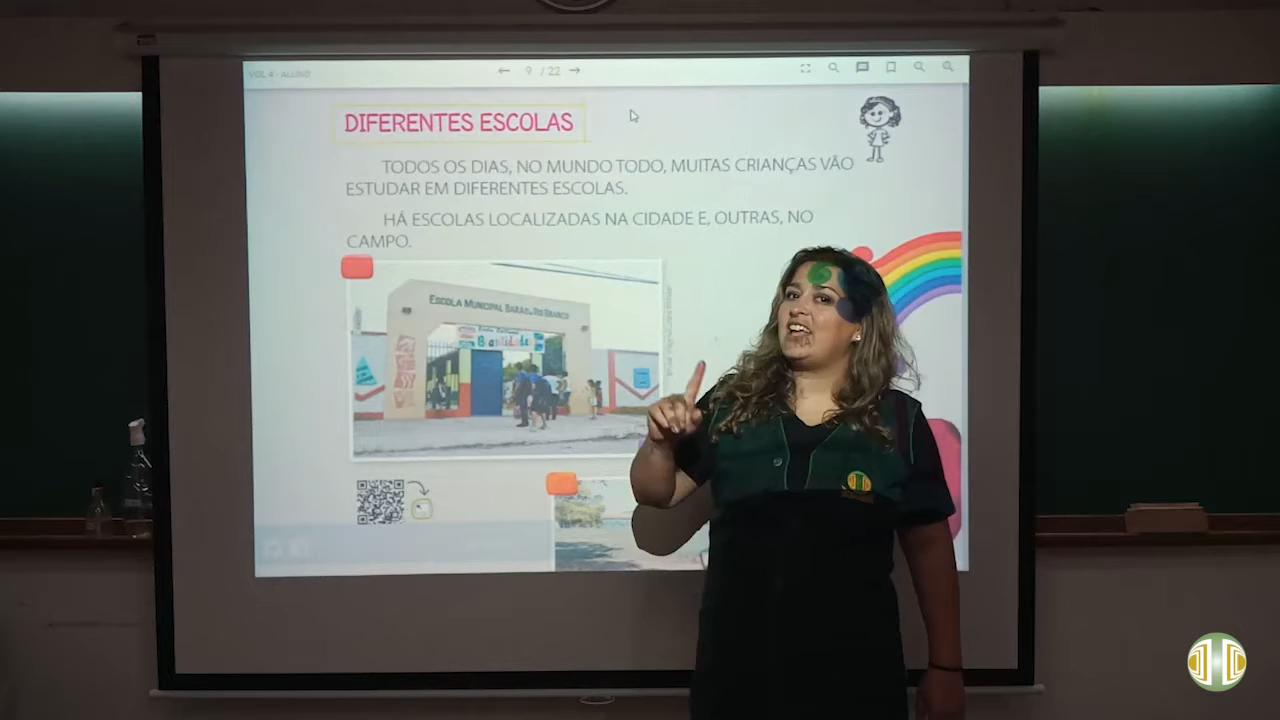 VOL 4 - ALUNO
9 / 22
DIFERENTES ESCOLAS
TODOS OS DIAS, NO MUNDO TODO, MUITAS CRIANÇAS VÃO
ESTUDAR EM DIFERENTES ESCOLAS.
HÁ ESCOLAS LOCALIZADAS NA CIDADE E, OUTRAS, NO
CAMPO.
ESCOLA MUNICIPAL BARÃO DO RIO BRANCO